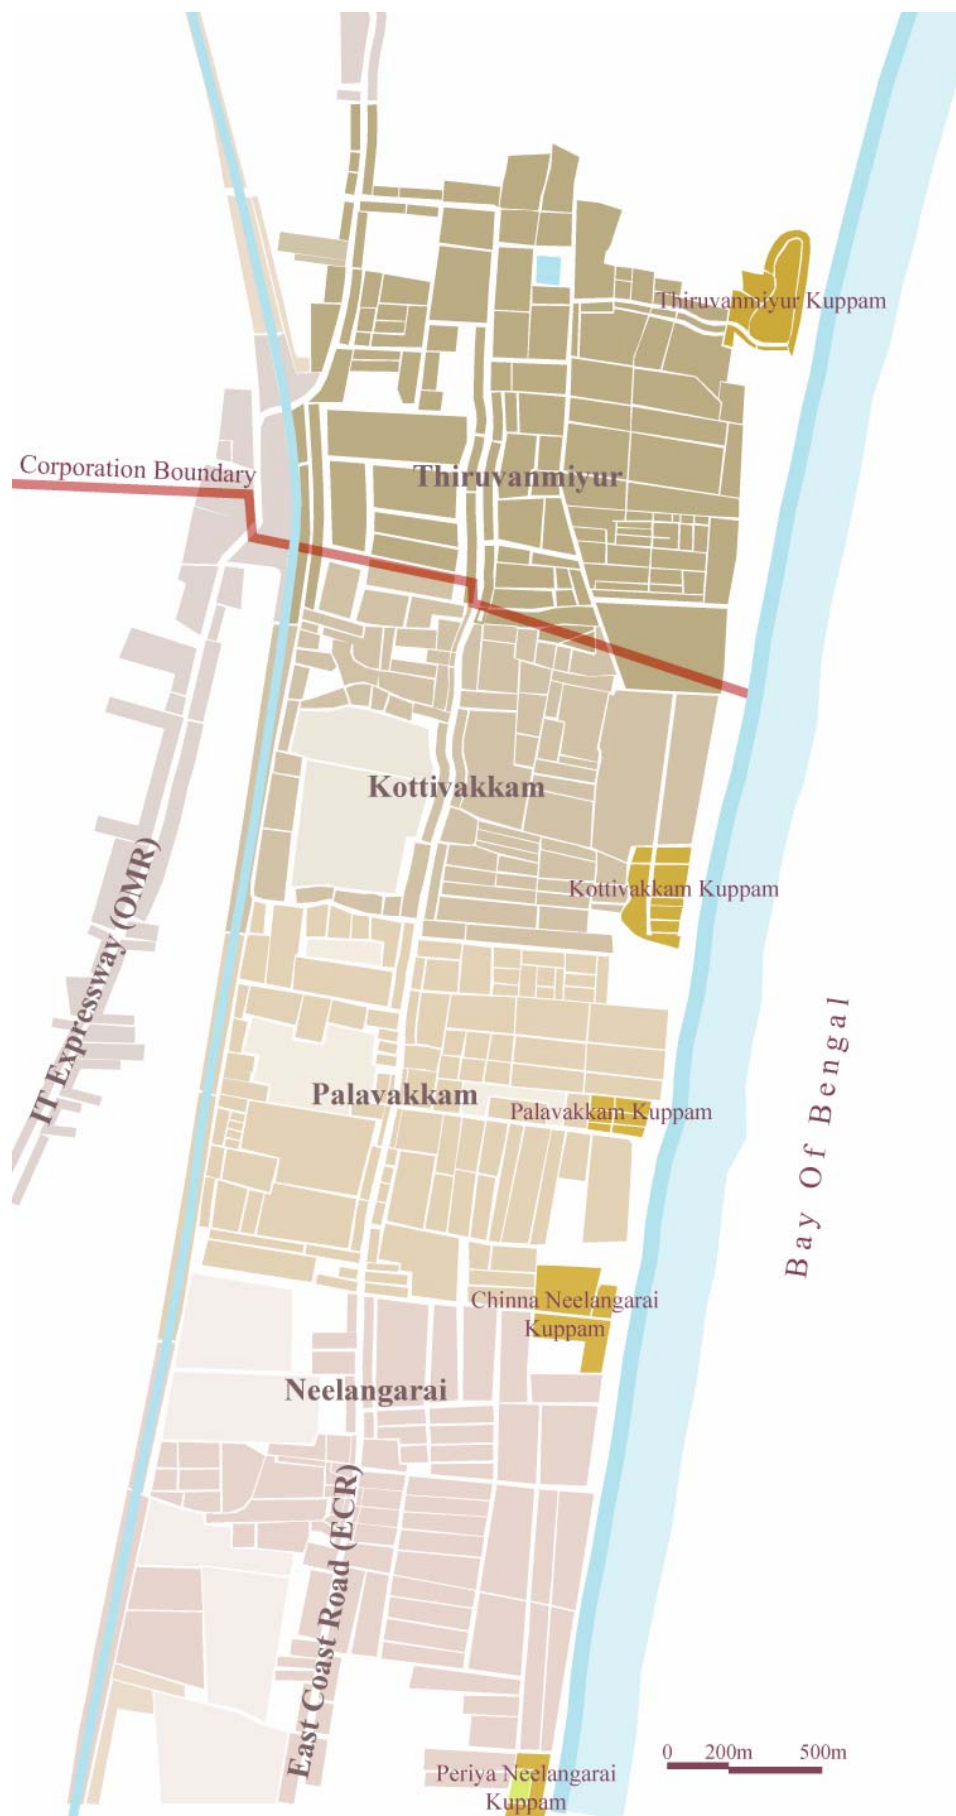 Thiruvanmiyur Kuppam
Corporation Boundary
Thiruvanmiyur
Kottivakkam
Kottivakkam Kuppam
IT Expressway (OMR)
Bay Of Bengal
Palavakkam
Palavakkam Kuppam
Chinna Neelangarai
Kuppam
Neelangarai
East Coast Road (ECR)
0 200m 500m
Periya Neelangarai
Kuppam